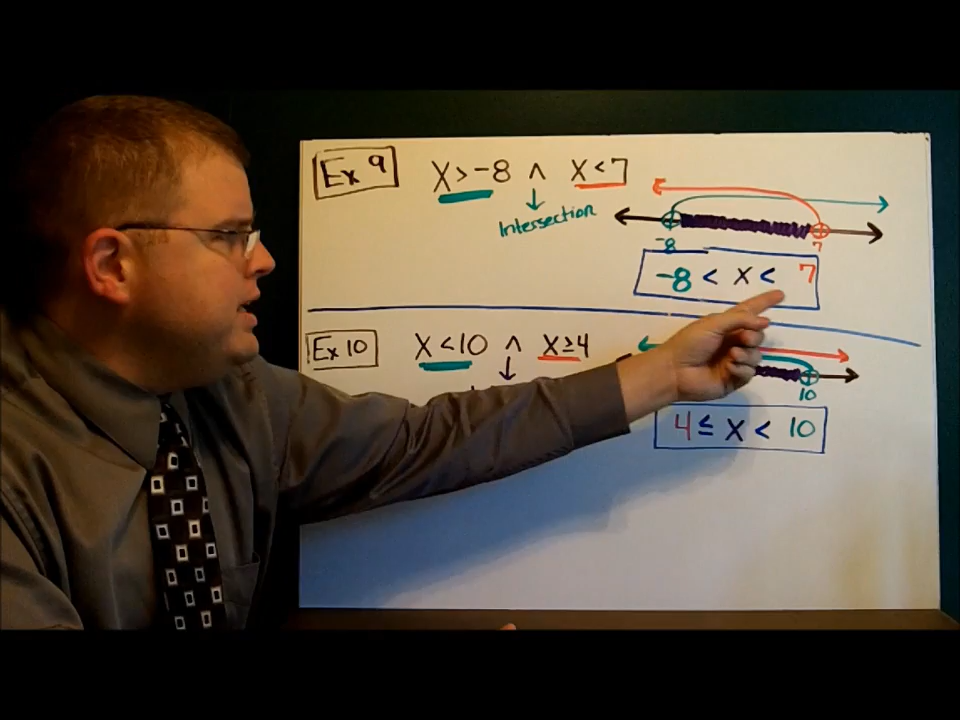 Ex 9
X > -8 ∧ X < 7
Intersection
-8 7
-8 < X < 7
Ex 10
X < 10 ∧ X ≥ 4
10
4 ≤ X < 10